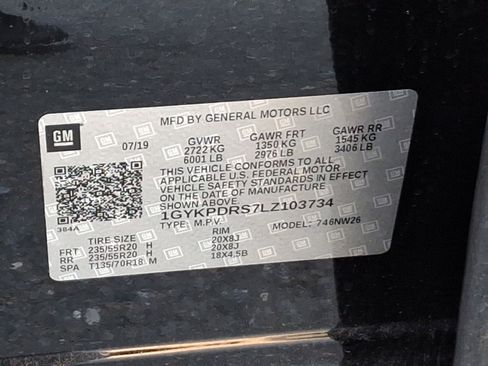 MFD BY GENERAL MOTORS LLC
GM
07/19 GVWR GAWR FRT GAWR RR
2722 KG 1350 KG 1545 KG
6001 LB 2976 LB 3406 LB
THIS VEHICLE CONFORMS TO ALL
APPLICABLE U.S. FEDERAL MOTOR VEHICLE
SAFETY STANDARDS IN EFFECT
ON THE DATE OF MANUFACTURE
SHOWN ABOVE.
1GYKPDRS7LZ103734
384A TYPE: M.P.V. MODEL: 746NW26
TIRE SIZE RIM
FRT 235/55R20 H 20X8J
RR 235/55R20 H 20X8J
SPA T135/70R18 M 18X4.5B